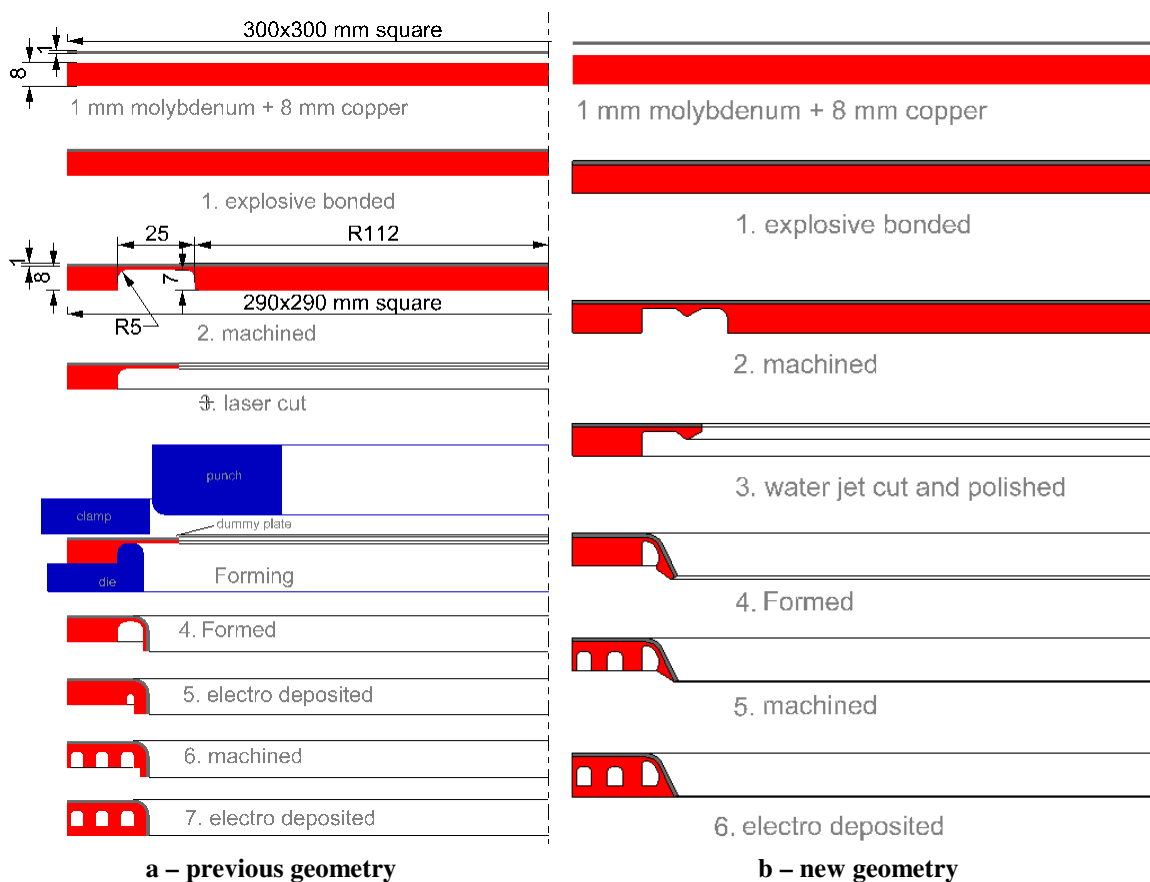 300x300 mm square
1
8
1 mm molybdenum + 8 mm copper
1. explosive bonded
25
R112
1
8
7
290x290 mm square
R5
2. machined
3. laser cut
punch
clamp
dummy plate
die
Forming
4. Formed
5. electro deposited
6. machined
7. electro deposited
a – previous geometry
1 mm molybdenum + 8 mm copper
1. explosive bonded
2. machined
3. water jet cut and polished
4. Formed
5. machined
6. electro deposited
b – new geometry